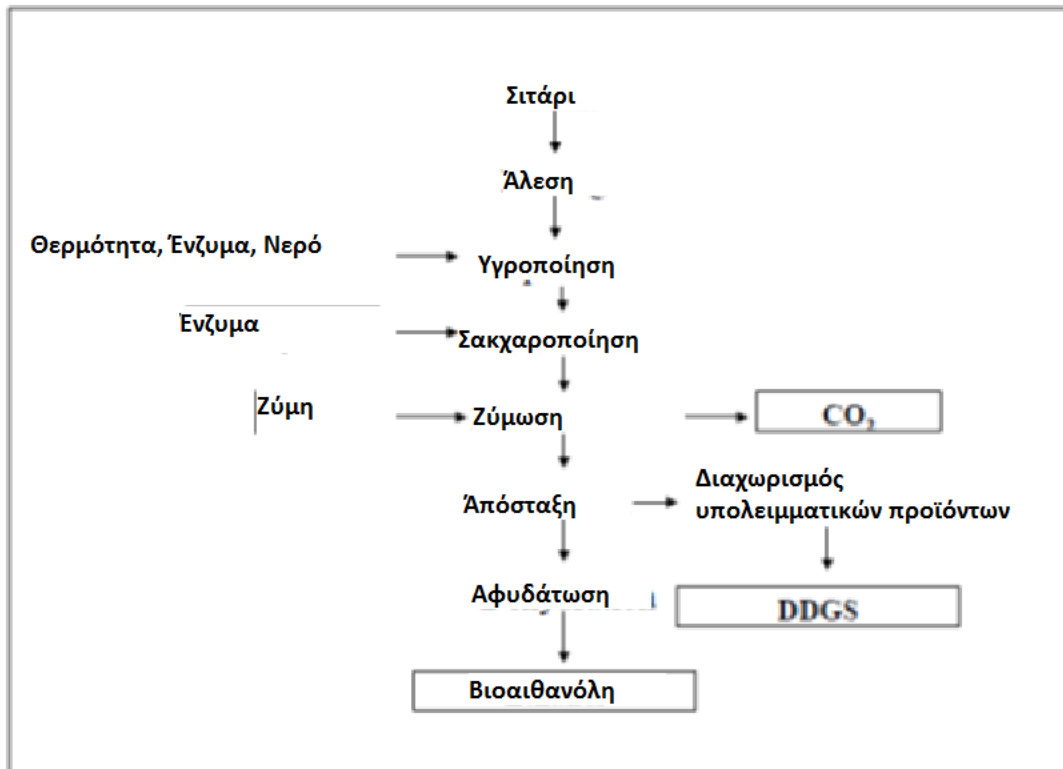 Σιτάρι
Άλεση
Θερμότητα, Ένζυμα, Νερό
Υγροποίηση
Ένζυμα
Σακχαροποίηση
Ζύμη
Ζύμωση
CO₂
Άπόσταξη
Διαχωρισμός
υπολειμματικών προϊόντων
Αφυδάτωση
DDGS
Βιοαιθανόλη